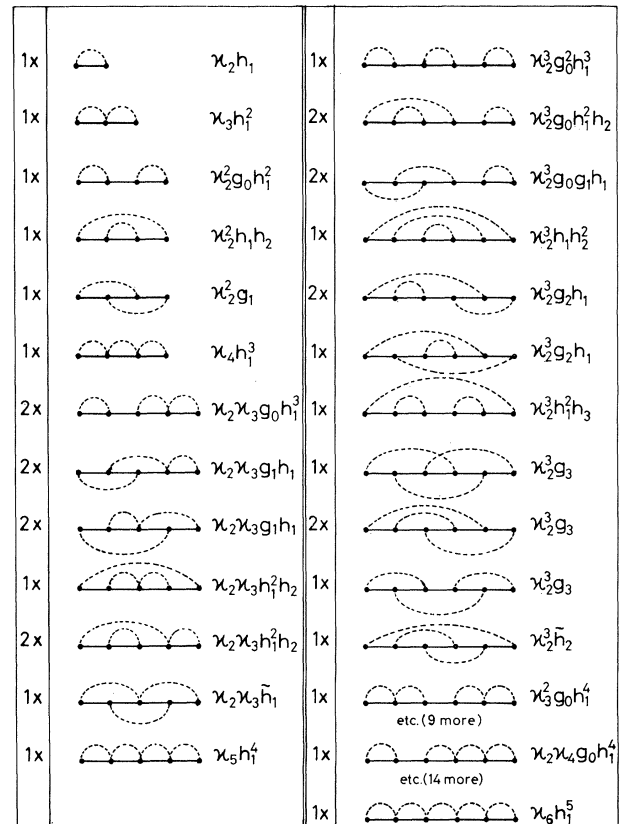 1x ϰ₂h₁
1x ϰ₃h₁²
1x ϰ₂²g₀h₁²
1x ϰ₂²h₁h₂
1x ϰ₂²g₁
1x ϰ₄h₁³
2x ϰ₂ϰ₃g₀h₁³
2x ϰ₂ϰ₃g₁h₁
2x ϰ₂ϰ₃g₁h₁
1x ϰ₂ϰ₃h₁²h₂
2x ϰ₂ϰ₃h₁²h₂
1x ϰ₂ϰ₃h̃₁
1x ϰ₅h₁⁴
1x ϰ₂³g₀²h₁³
2x ϰ₂³g₀h₁²h₂
2x ϰ₂³g₀g₁h₁
1x ϰ₂³h₁h₂²
2x ϰ₂³g₂h₁
1x ϰ₂³g₂h₁
1x ϰ₂³h₁²h₃
1x ϰ₂³g₃
2x ϰ₂³g₃
1x ϰ₂³g₃
1x ϰ₂³h̃₂
1x ϰ₃²g₀h₁⁴
etc.(9 more)
1x ϰ₂ϰ₄g₀h₁⁴
etc.(14 more)
1x ϰ₆h₁⁵